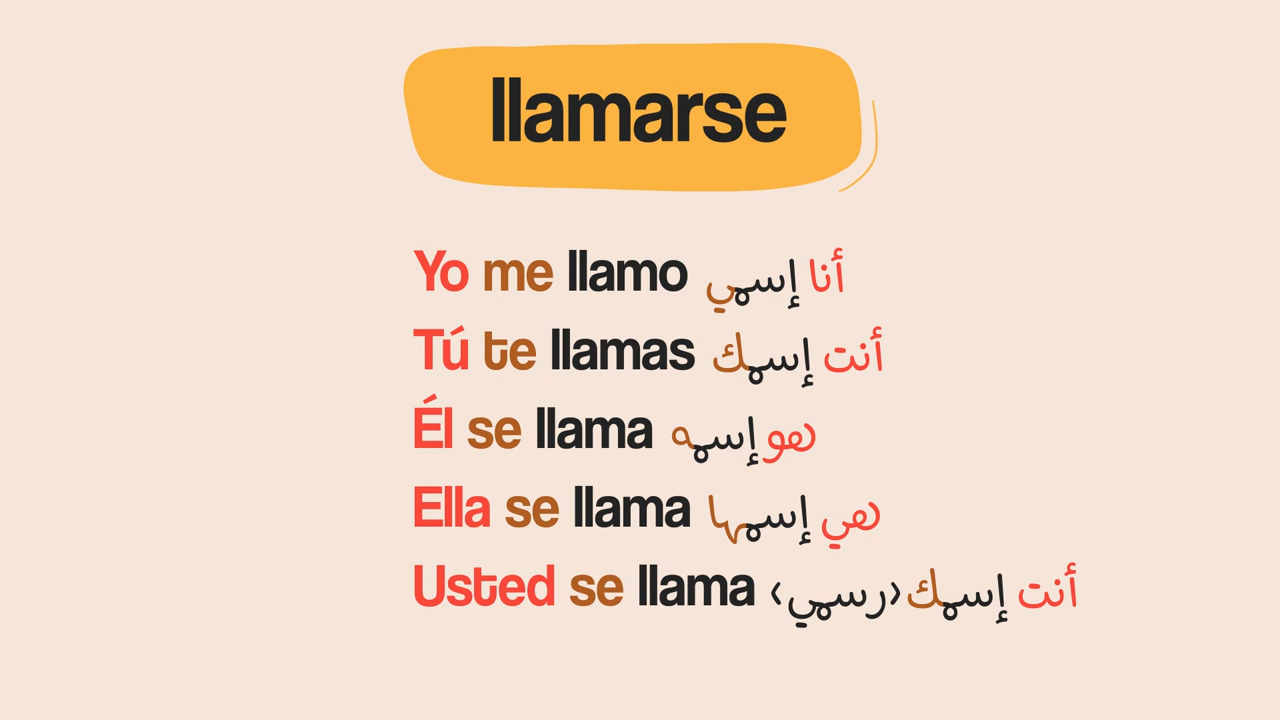 llamarse
Yo me llamo أنا إسمي
Tú te llamas أنت إسمك
Él se llama هو إسمه
Ella se llama هي إسمها
Usted se llama أنت إسمك ‹رسمي›